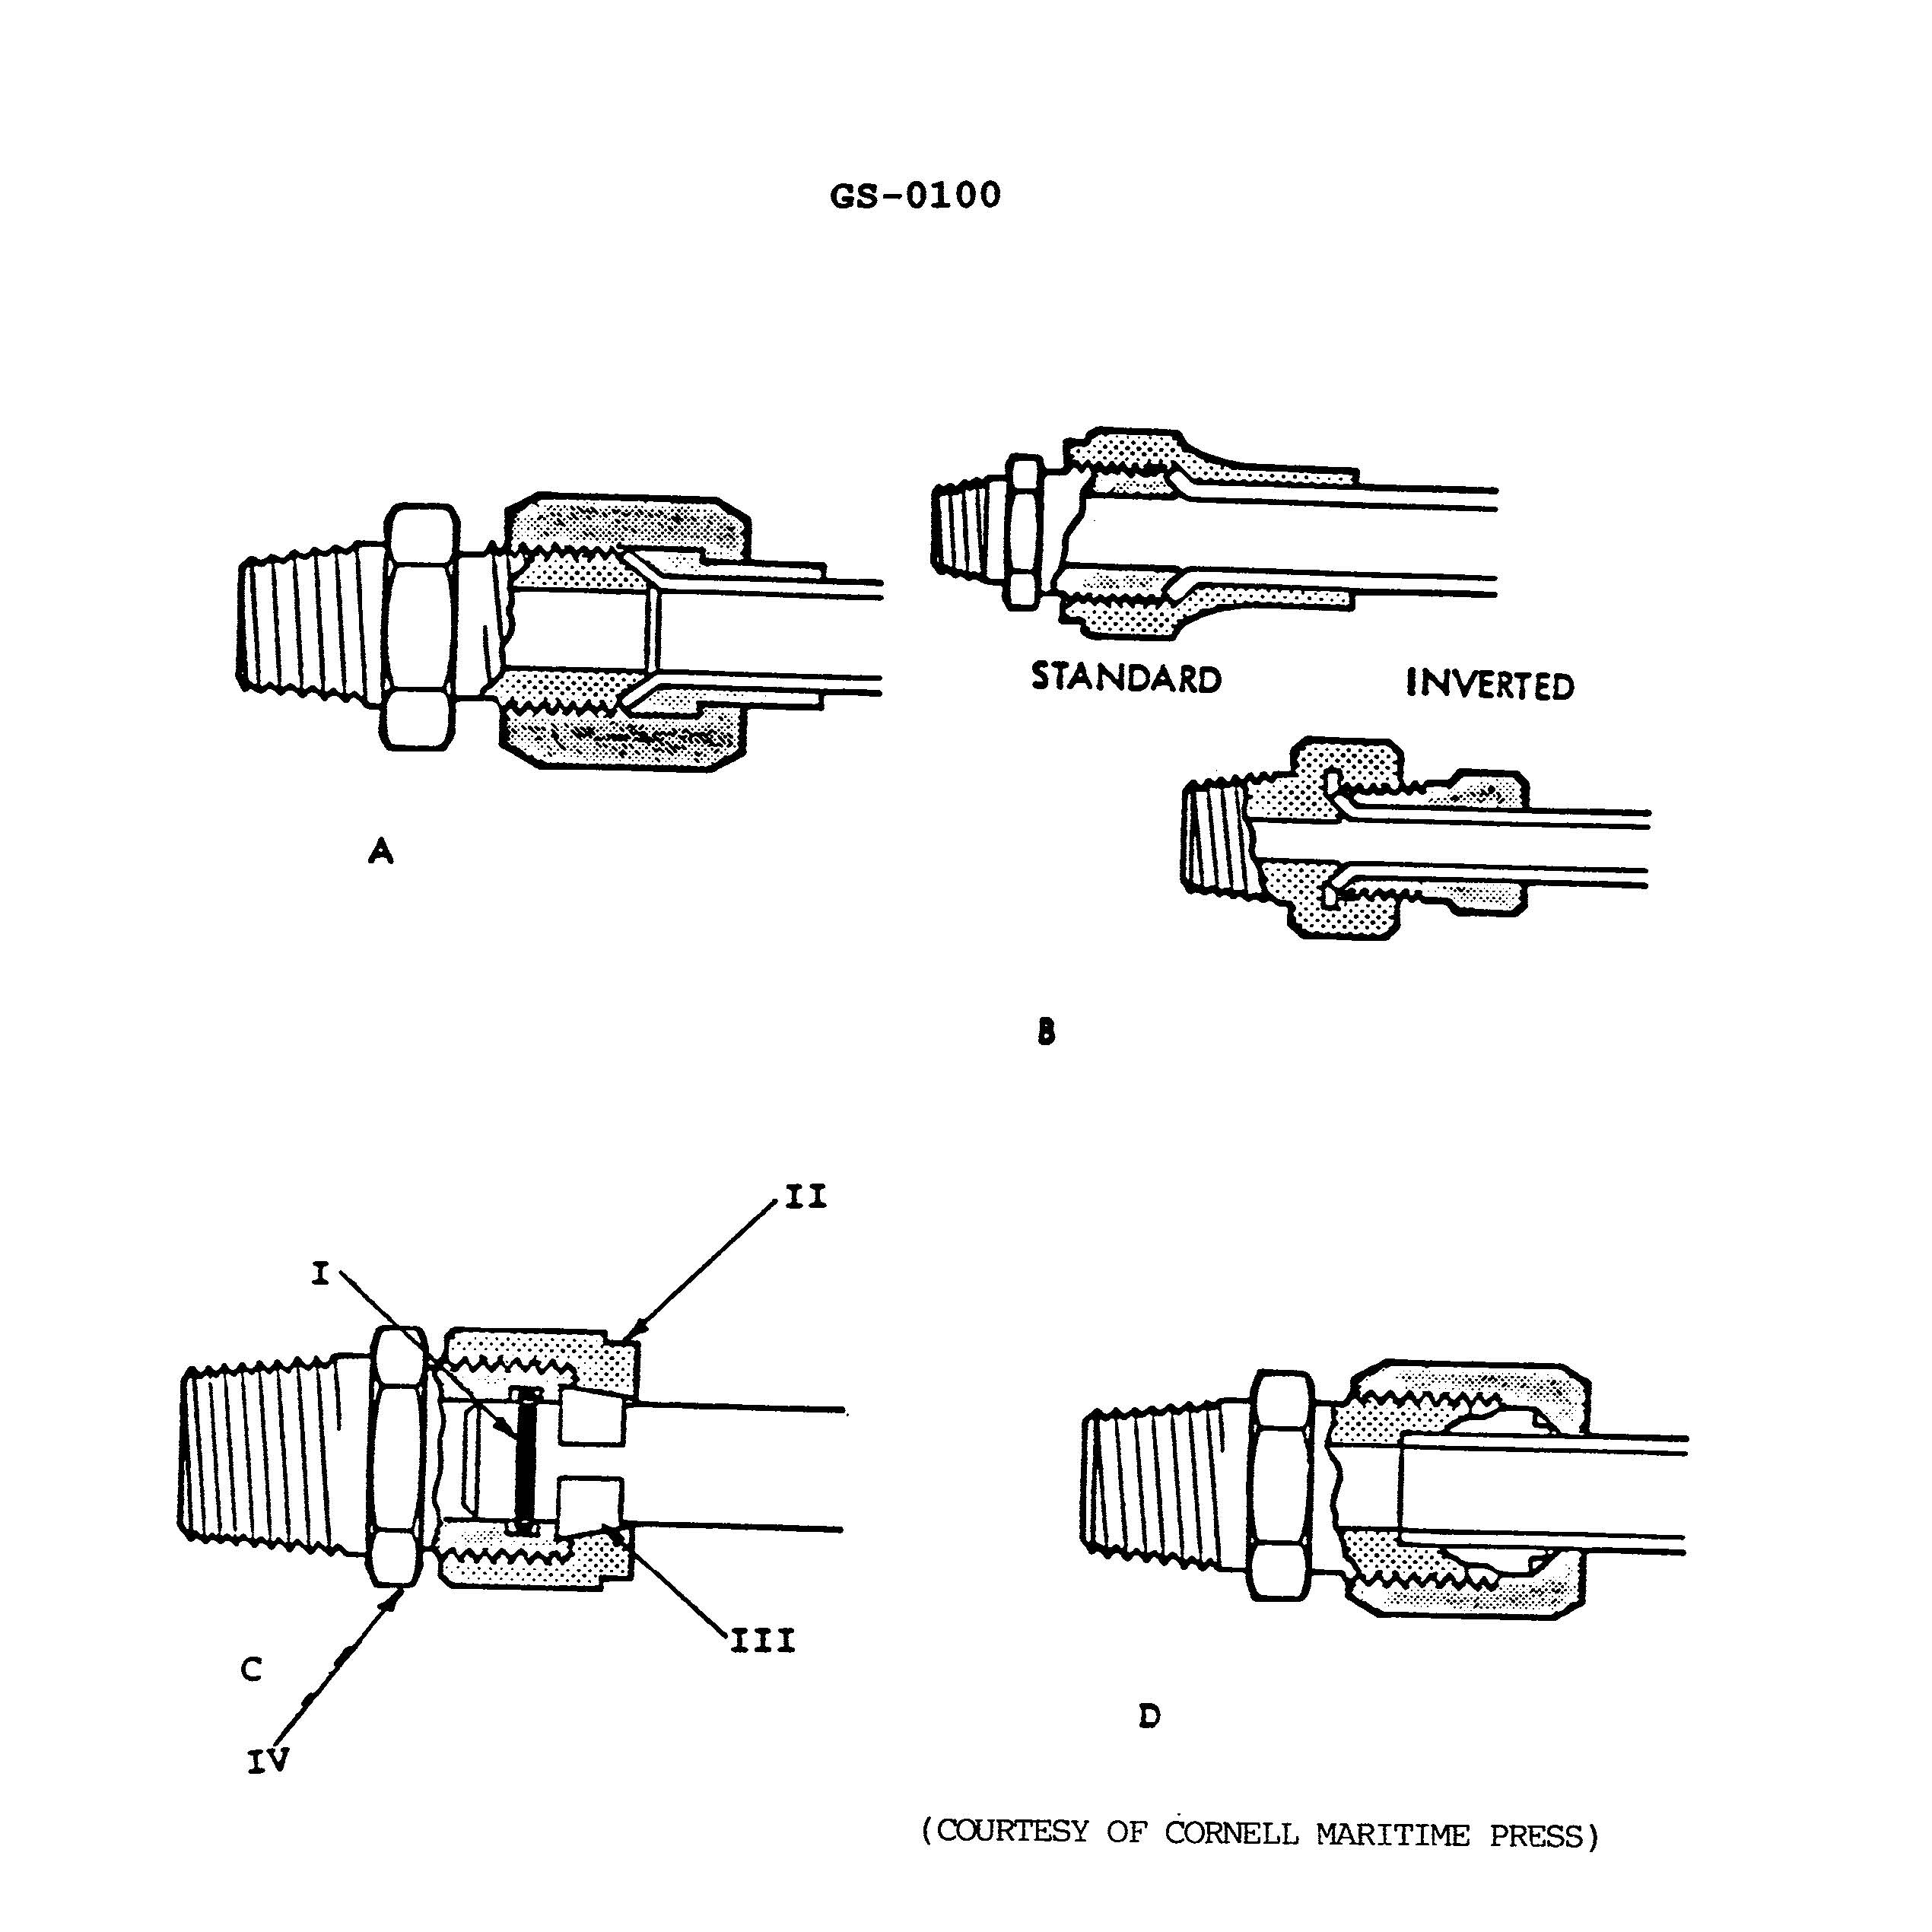 GS-0100
STANDARD
INVERTED
A
B
II
I
III
C
D
IV
(COURTESY OF CORNELL MARITIME PRESS)